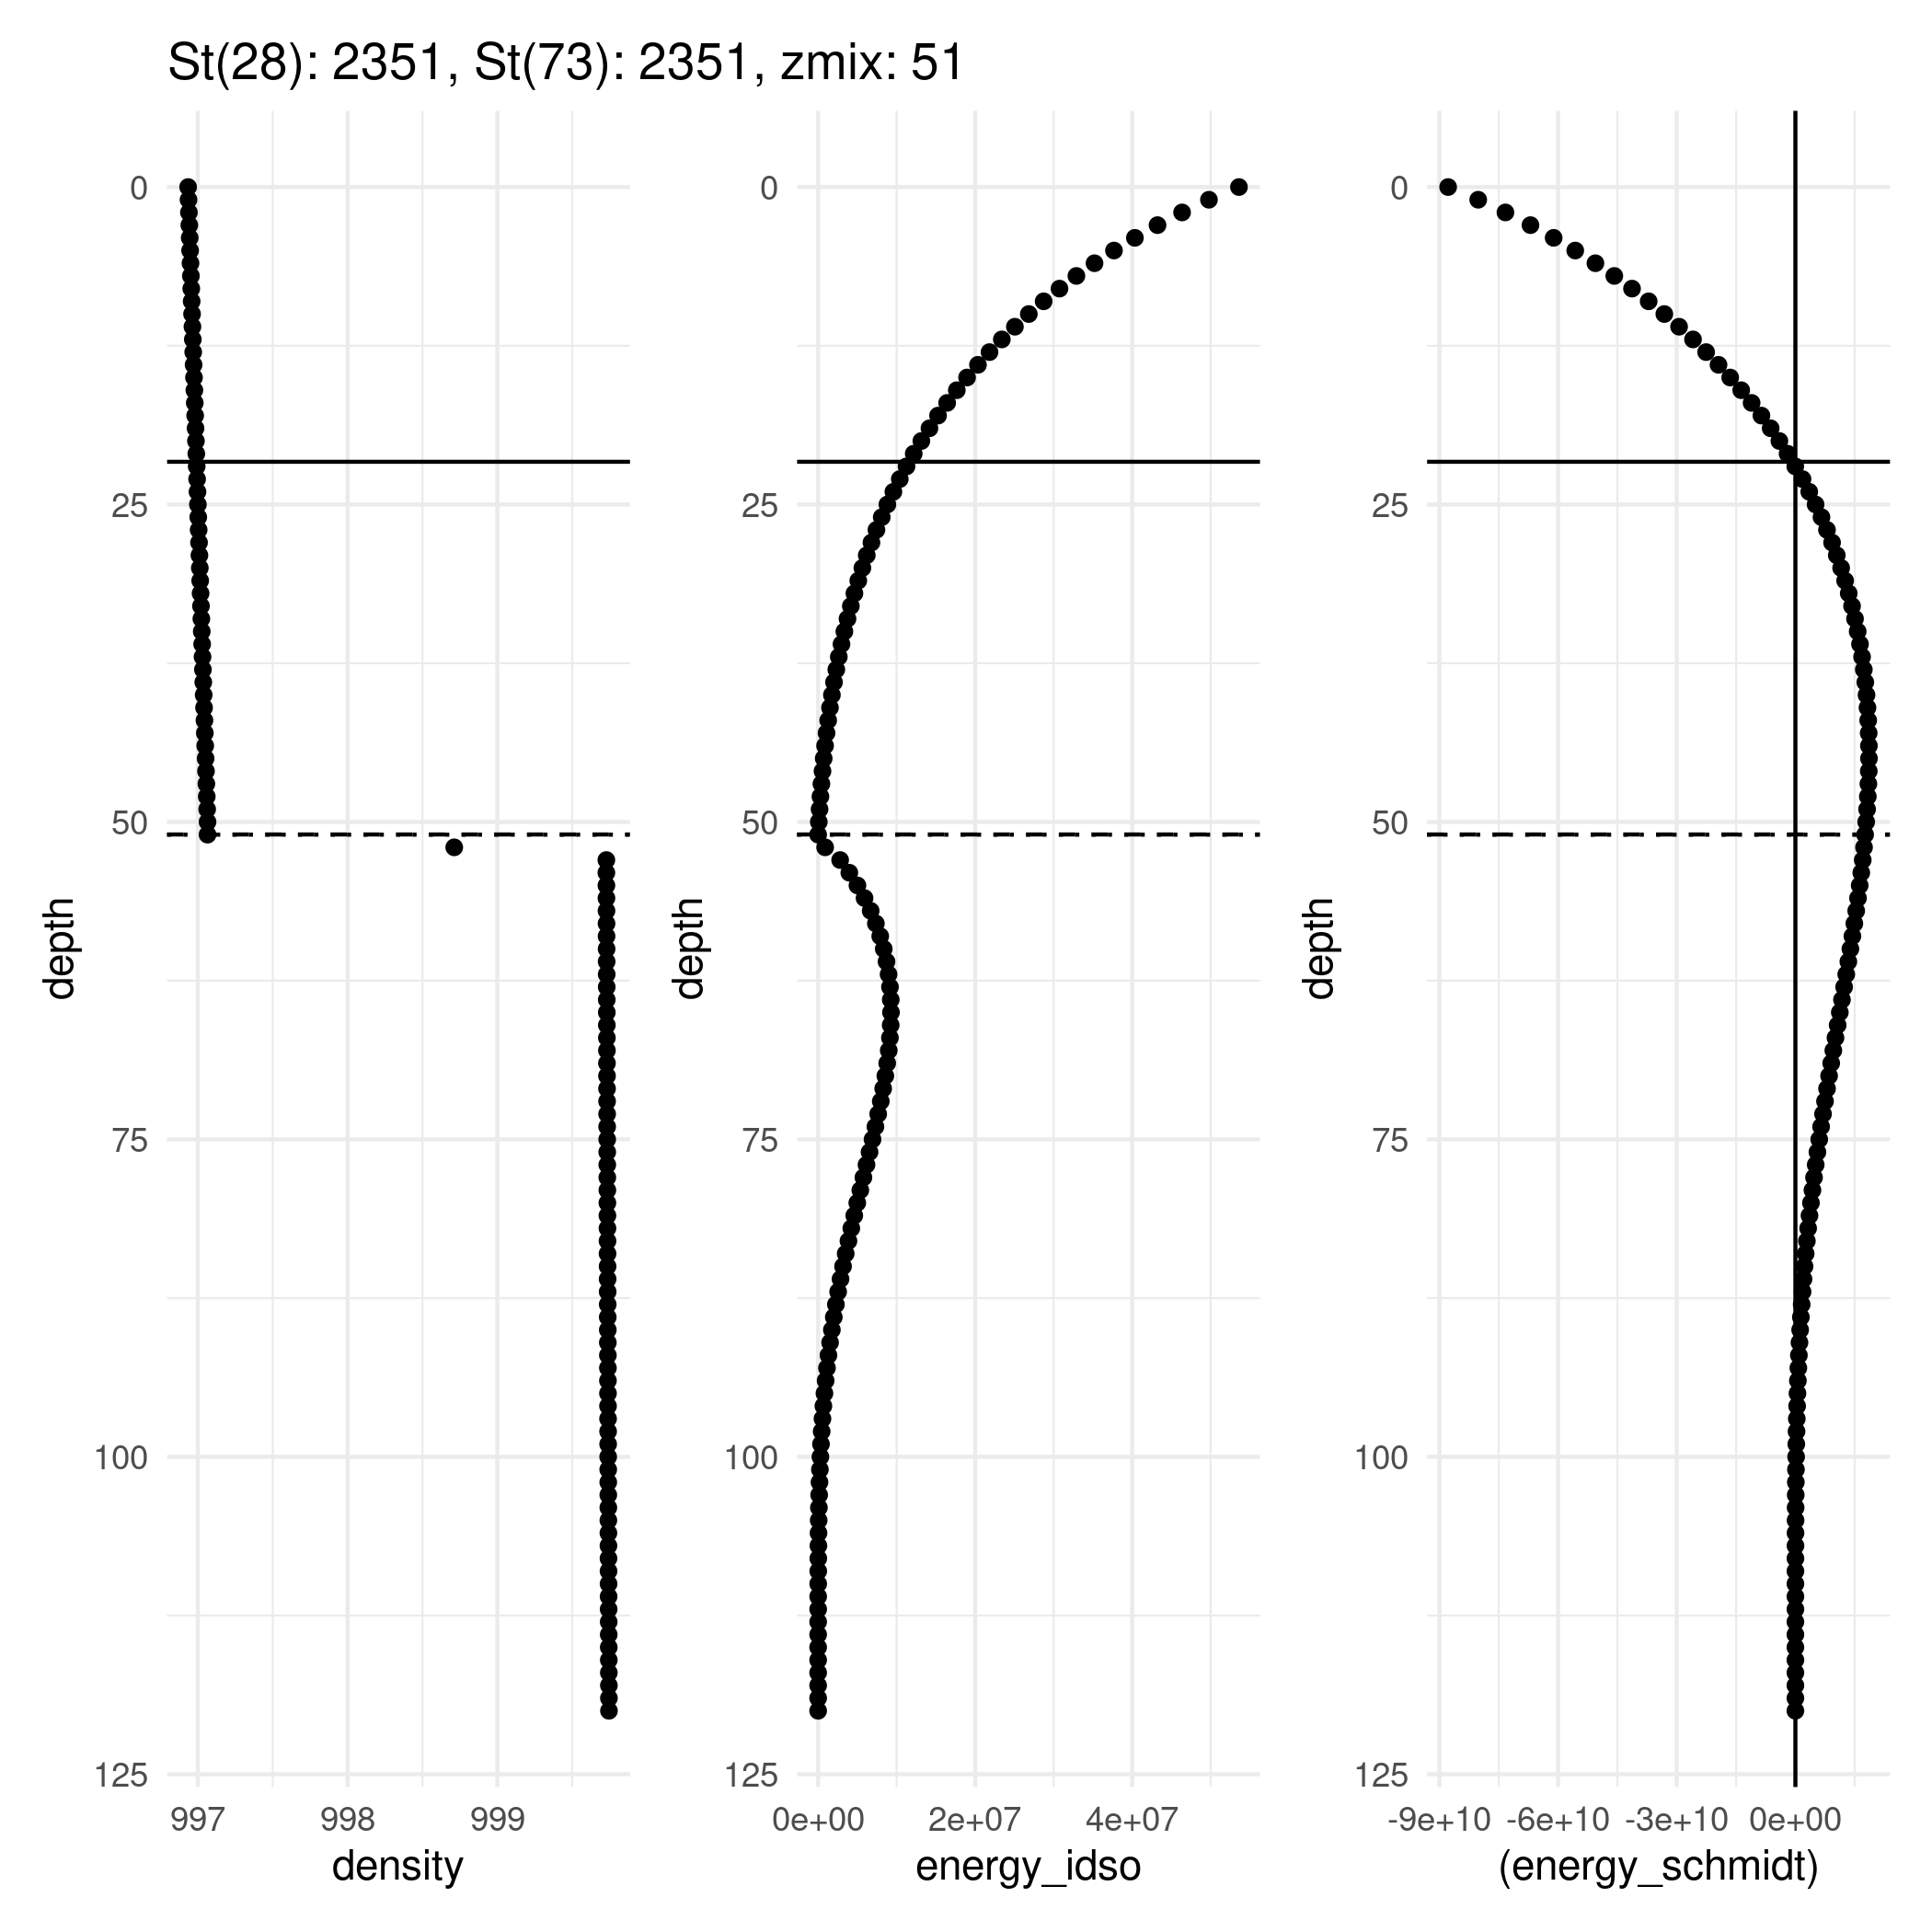 St(28): 2351, St(73): 2351, zmix: 51
0
25
50
75
100
125
depth
997 998 999
density
0
25
50
75
100
125
depth
0e+00 2e+07 4e+07
energy_idso
0
25
50
75
100
125
depth
-9e+10 -6e+10 -3e+10 0e+00
(energy_schmidt)